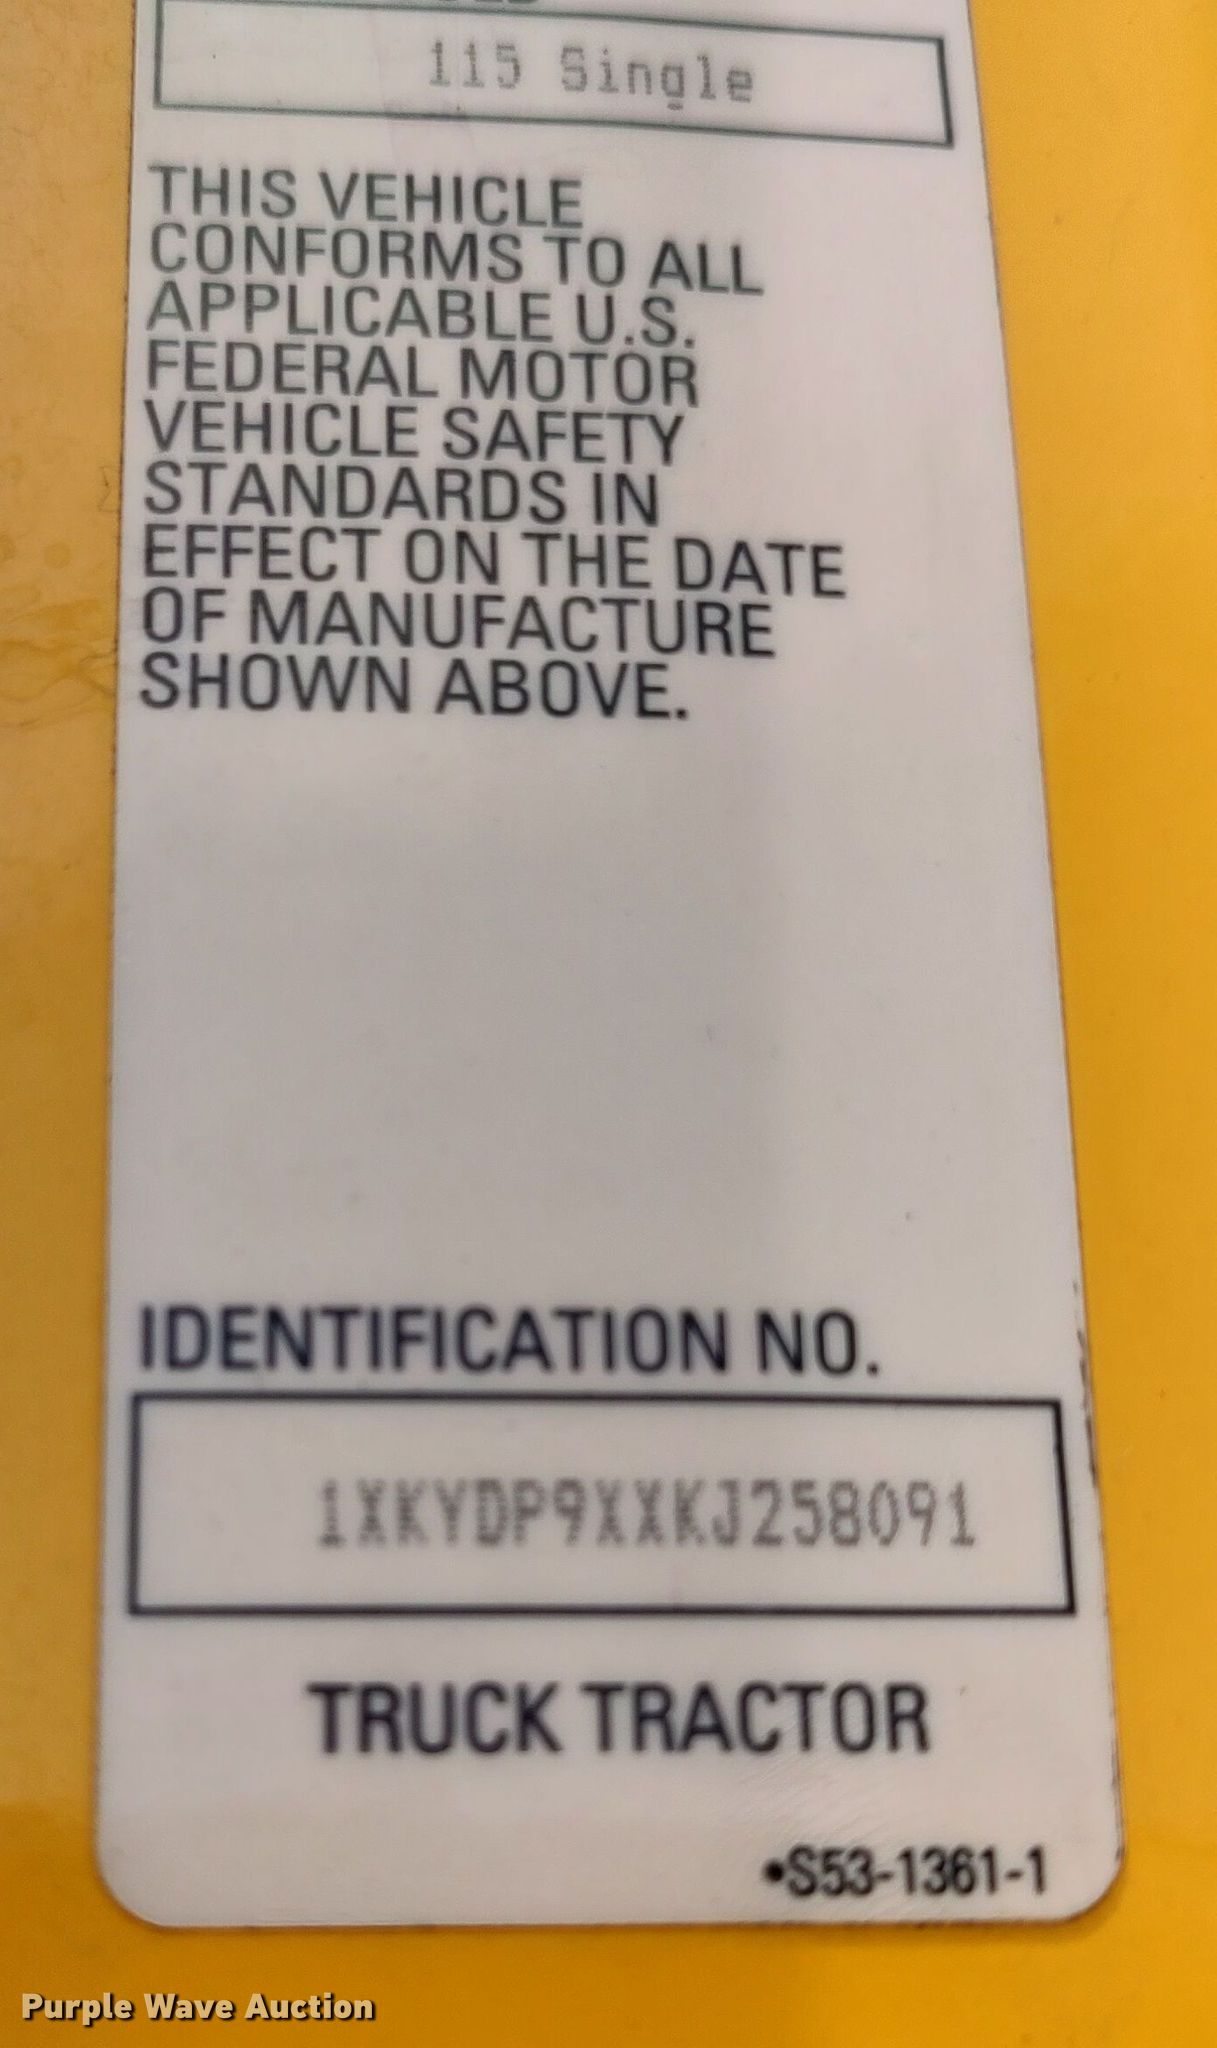 115 Single
THIS VEHICLE
CONFORMS TO ALL
APPLICABLE U.S.
FEDERAL MOTOR
VEHICLE SAFETY
STANDARDS IN
EFFECT ON THE DATE
OF MANUFACTURE
SHOWN ABOVE.
IDENTIFICATION NO.
1XKYDP9XXKJ258091
TRUCK TRACTOR
•S53-1361-1
Purple Wave Auction